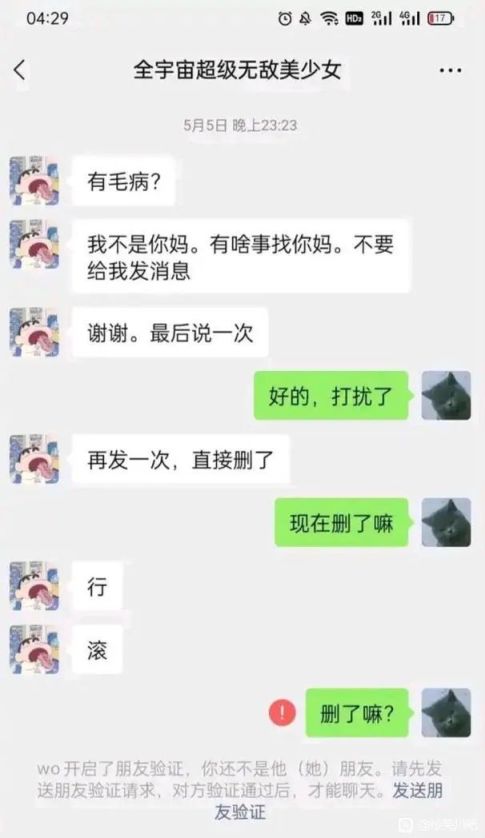 04:29
HD2 2G 4G 17
全宇宙超级无敌美少女
5月5日 晚上23:23
有毛病？
我不是你妈。有啥事找你妈。不要
给我发消息
谢谢。最后说一次
好的，打扰了
再发一次，直接删了
现在删了嘛
行
滚
删了嘛？
wo开启了朋友验证，你还不是他（她）朋友。请先发
送朋友验证请求，对方验证通过后，才能聊天。发送朋
友验证